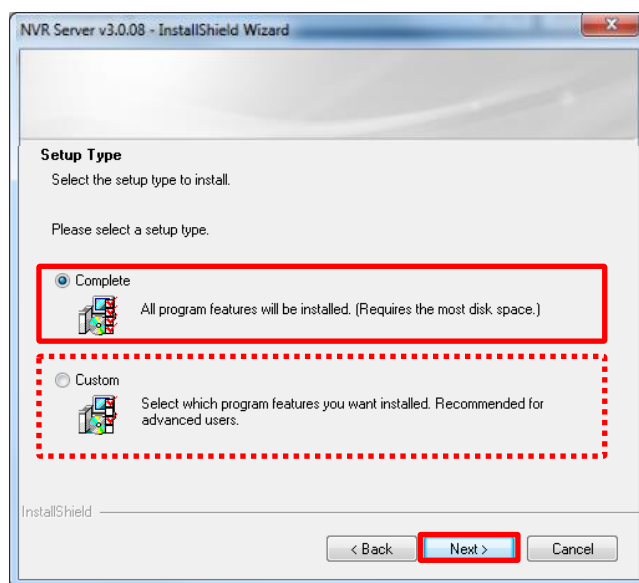 NVR Server v3.0.08 - InstallShield Wizard
Setup Type
Select the setup type to install.
Please select a setup type.
Complete
All program features will be installed. (Requires the most disk space.)
Custom
Select which program features you want installed. Recommended for
advanced users.
InstallShield
< Back
Next >
Cancel